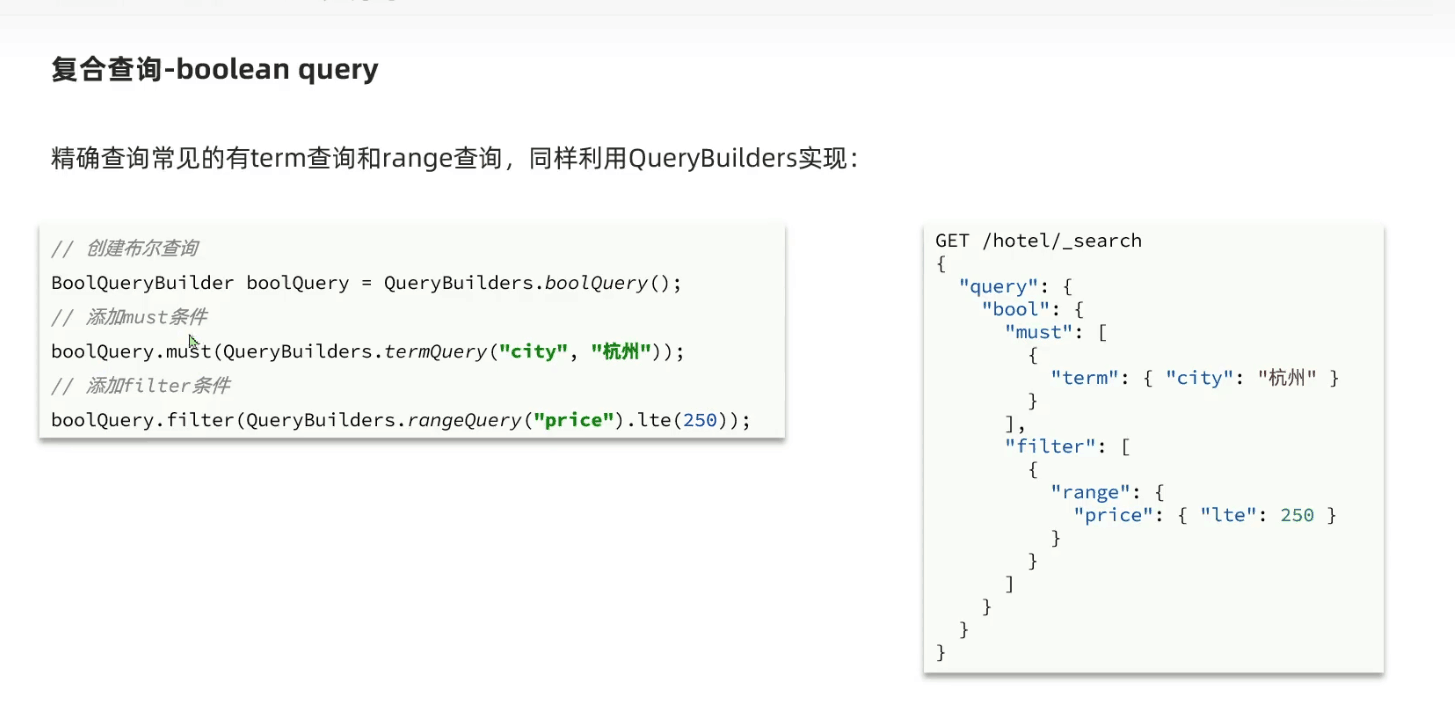 复合查询-boolean query
精确查询常见的有term查询和range查询，同样利用QueryBuilders实现：
// 创建布尔查询
BoolQueryBuilder boolQuery = QueryBuilders.boolQuery();
// 添加must条件
boolQuery.must(QueryBuilders.termQuery("city", "杭州"));
// 添加filter条件
boolQuery.filter(QueryBuilders.rangeQuery("price").lte(250));
GET /hotel/_search
{
  "query": {
    "bool": {
      "must": [
        {
          "term": { "city": "杭州" }
        }
      ],
      "filter": [
        {
          "range": {
            "price": { "lte": 250 }
          }
        }
      ]
    }
  }
}